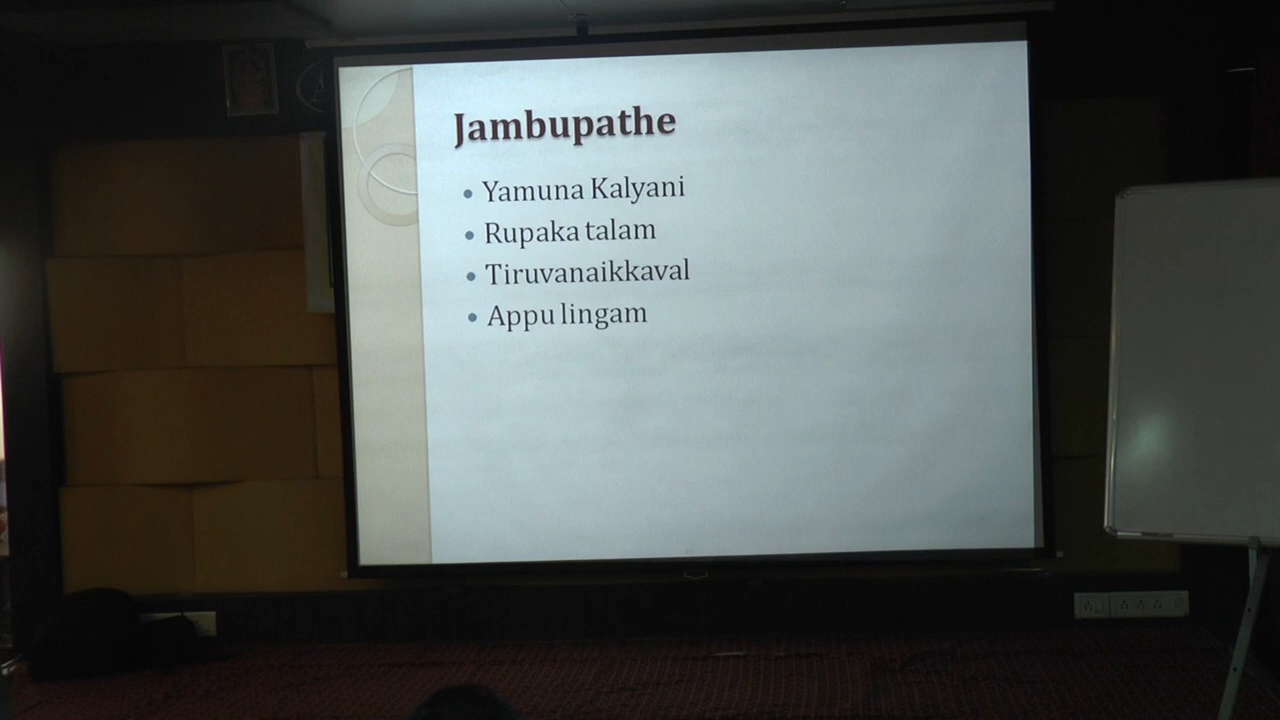 Jambupathe
• Yamuna Kalyani
• Rupaka talam
• Tiruvanaikkaval
• Appu lingam